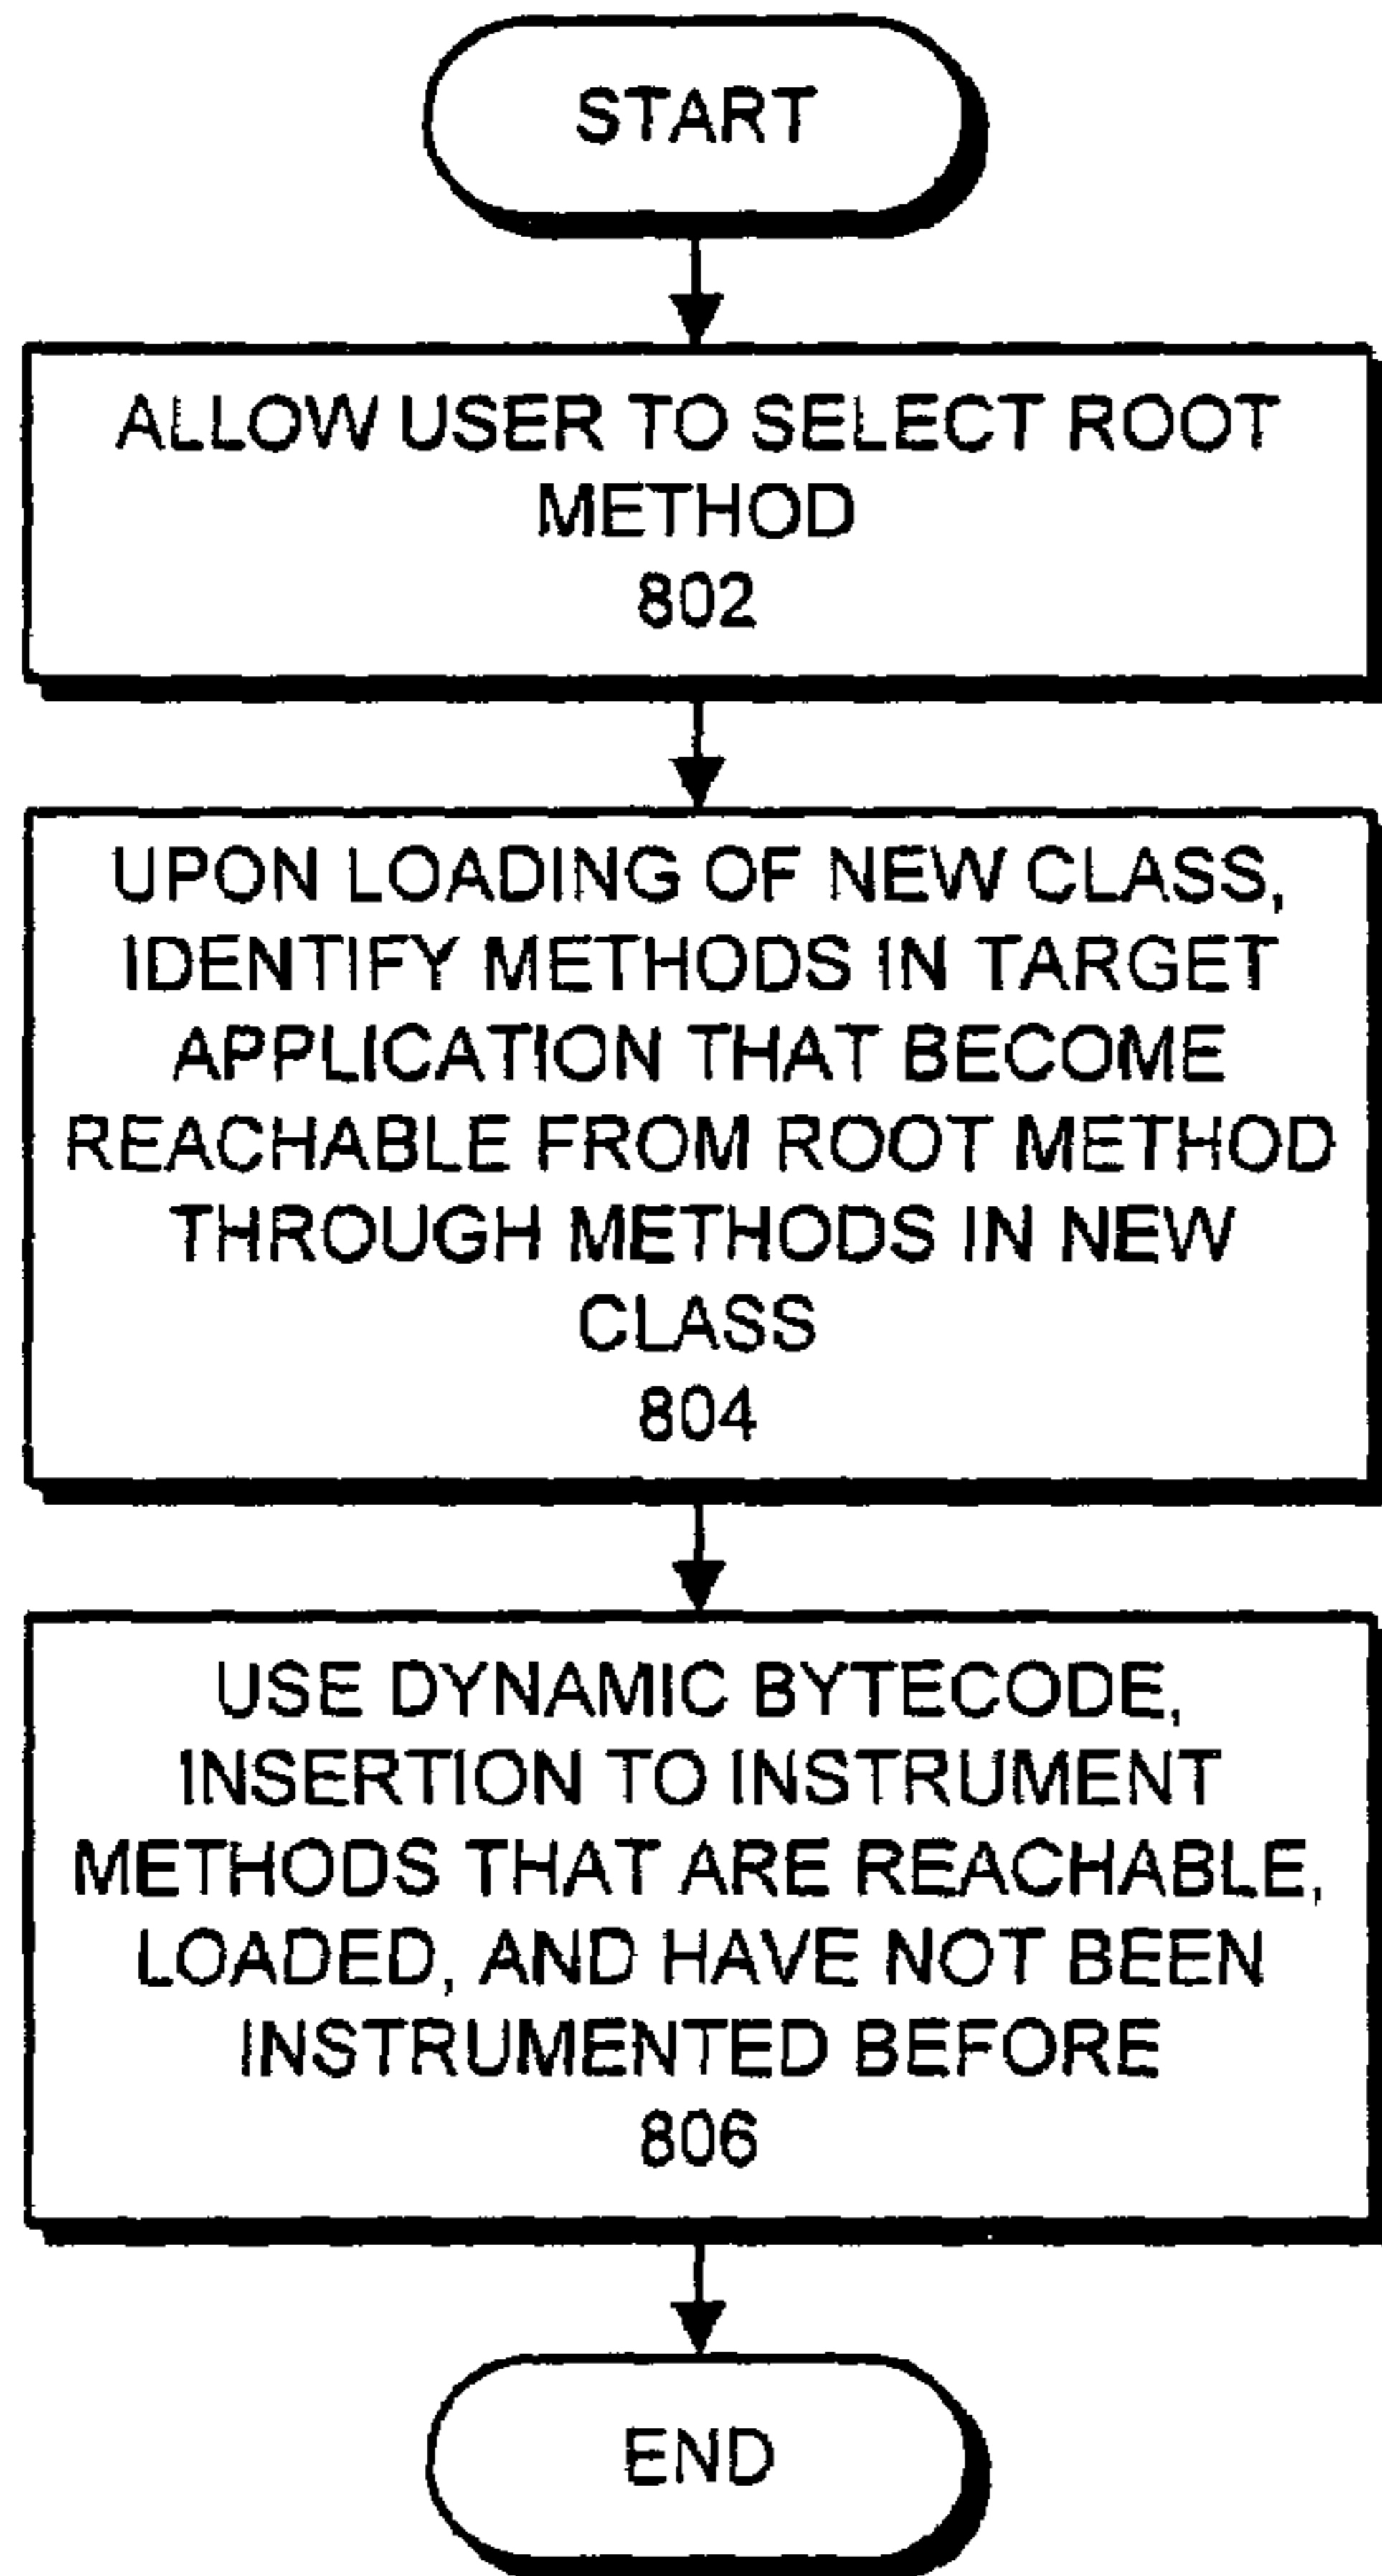 START
ALLOW USER TO SELECT ROOT
METHOD
802
UPON LOADING OF NEW CLASS,
IDENTIFY METHODS IN TARGET
APPLICATION THAT BECOME
REACHABLE FROM ROOT METHOD
THROUGH METHODS IN NEW
CLASS
804
USE DYNAMIC BYTECODE,
INSERTION TO INSTRUMENT
METHODS THAT ARE REACHABLE,
LOADED, AND HAVE NOT BEEN
INSTRUMENTED BEFORE
806
END